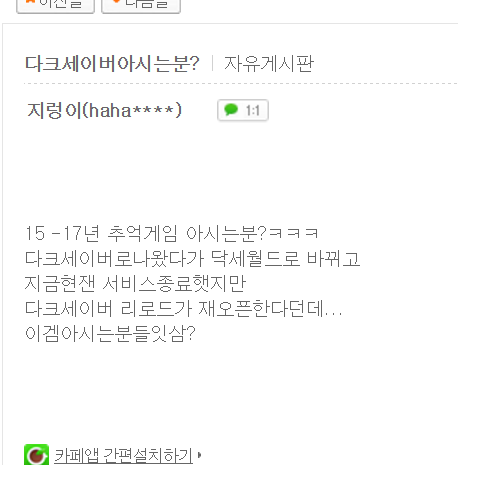 이전글
다음글
다크세이버아시는분? | 자유게시판
지렁이(haha****) 1:1
15 -17년 추억게임 아시는분?ㅋㅋㅋ
다크세이버로나왔다가 닥세월드로 바뀌고
지금현잰 서비스종료햇지만
다크세이버 리로드가 재오픈한다던데...
이겜아시는분들잇삼?
카페앱 간편설치하기